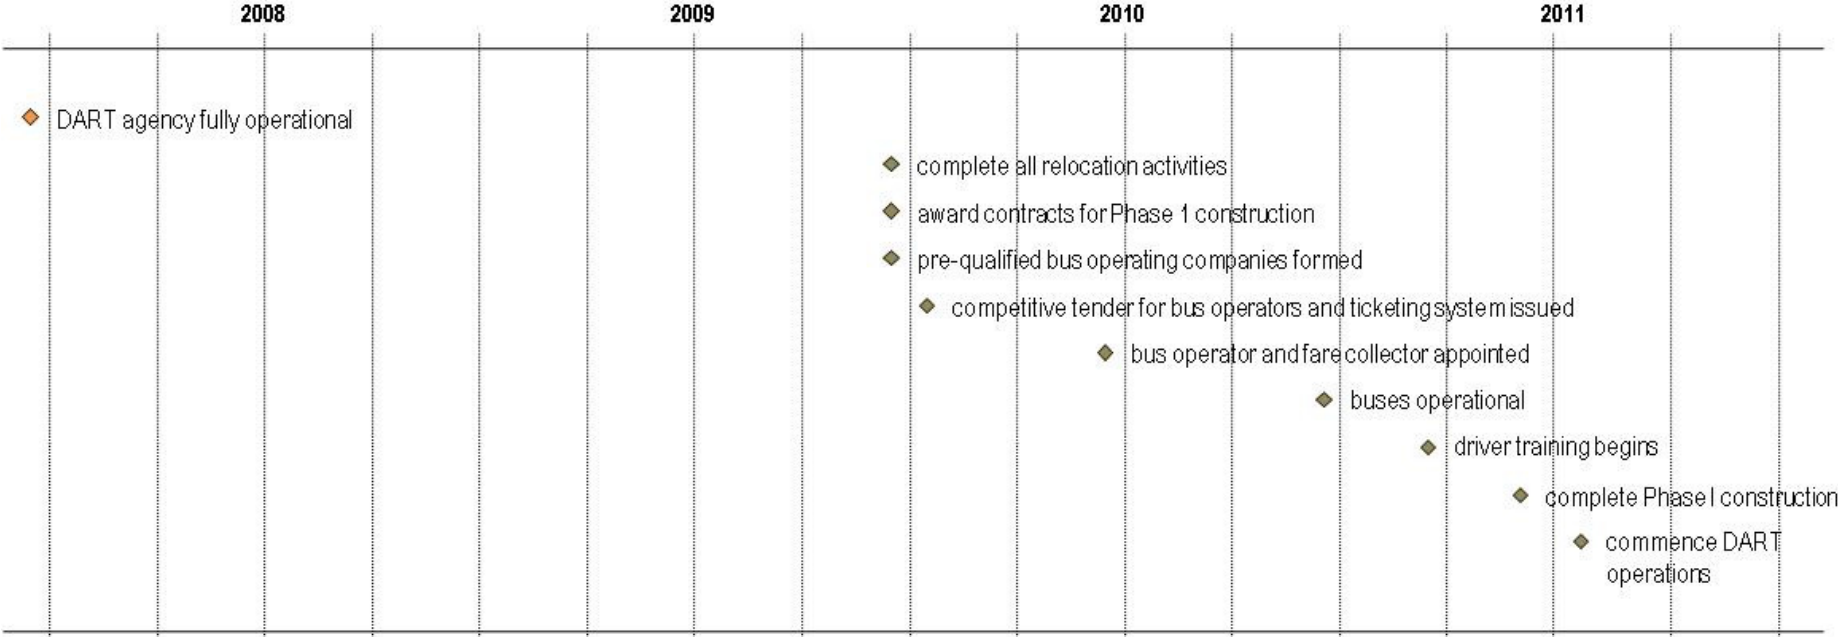 2008 2009 2010 2011
DART agency fully operational
complete all relocation activities
award contracts for Phase 1 construction
pre-qualified bus operating companies formed
competitive tender for bus operators and ticketing system issued
bus operator and fare collector appointed
buses operational
driver training begins
complete Phase I construction
commence DART
operations